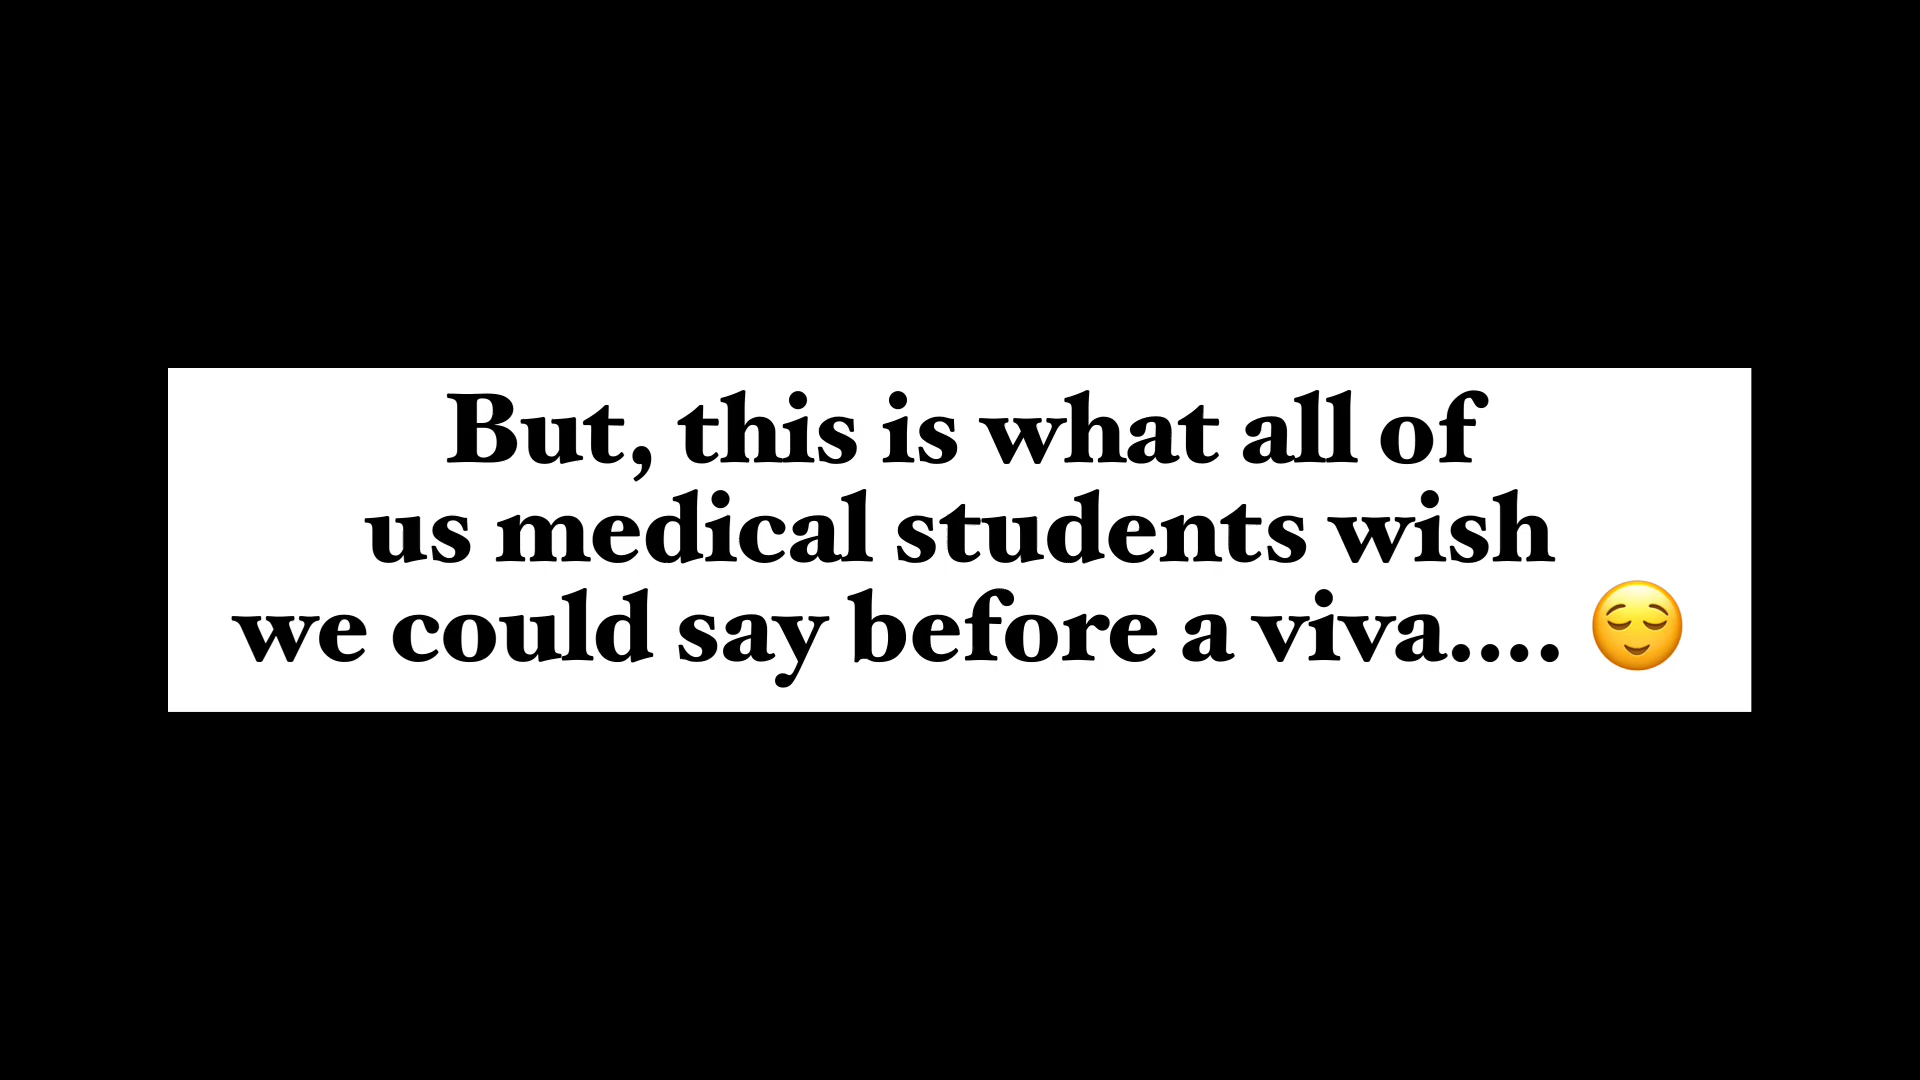 But, this is what all of
us medical students wish
we could say before a viva.... 😌